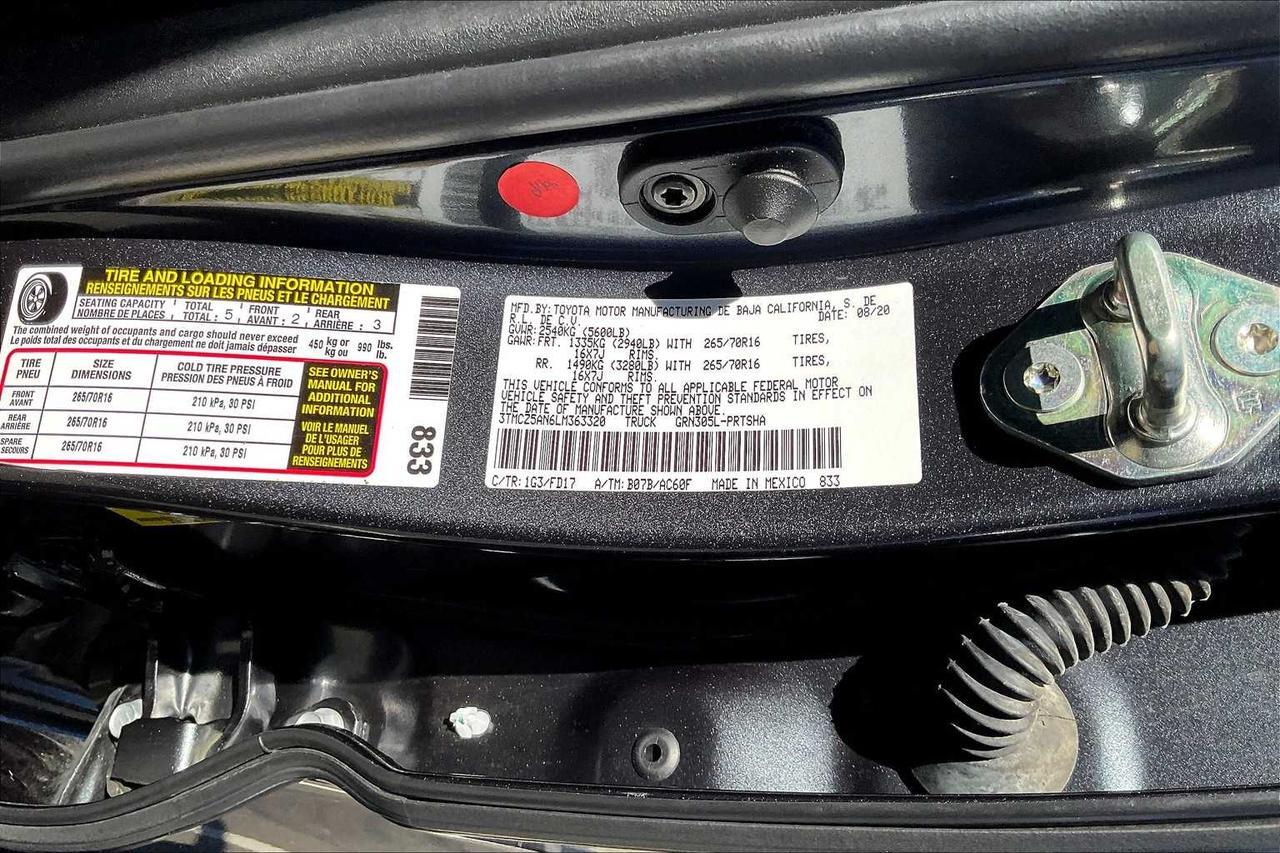 TIRE AND LOADING INFORMATION
RENSEIGNEMENTS SUR LES PNEUS ET LE CHARGEMENT
SEATING CAPACITY
NOMBRE DE PLACES
TOTAL
TOTAL : 5
FRONT
AVANT : 2
REAR
ARRIÈRE : 3
The combined weight of occupants and cargo should never exceed
Le poids total des occupants et du chargement ne doit jamais dépasser
450 kg or 990 lbs.
kg ou lb.
TIRE
PNEU
SIZE
DIMENSIONS
COLD TIRE PRESSURE
PRESSION DES PNEUS À FROID
FRONT
AVANT
265/70R16
210 kPa, 30 PSI
REAR
ARRIÈRE
265/70R16
210 kPa, 30 PSI
SPARE
SECOURS
265/70R16
210 kPa, 30 PSI
SEE OWNER'S
MANUAL FOR
ADDITIONAL
INFORMATION
VOIR LE MANUEL
DE L'USAGER
POUR PLUS DE
RENSEIGNEMENTS
833
MFD.BY:TOYOTA MOTOR MANUFACTURING DE BAJA CALIFORNIA, S. DE
R.L. DE C.V. DATE: 08/20
GVWR:2540KG (5600LB)
GAWR:FRT. 1335KG (2940LB) WITH 265/70R16 TIRES,
16X7J RIMS.
RR. 1490KG (3280LB) WITH 265/70R16 TIRES,
16X7J RIMS.
THIS VEHICLE CONFORMS TO ALL APPLICABLE FEDERAL MOTOR
VEHICLE SAFETY AND THEFT PREVENTION STANDARDS IN EFFECT ON
THE DATE OF MANUFACTURE SHOWN ABOVE.
3TMCZ5AN6LM363320 TRUCK GRN305L-PRTSHA
C/TR: 1G3/FD17 A/TM: B07B/AC60F MADE IN MEXICO 833